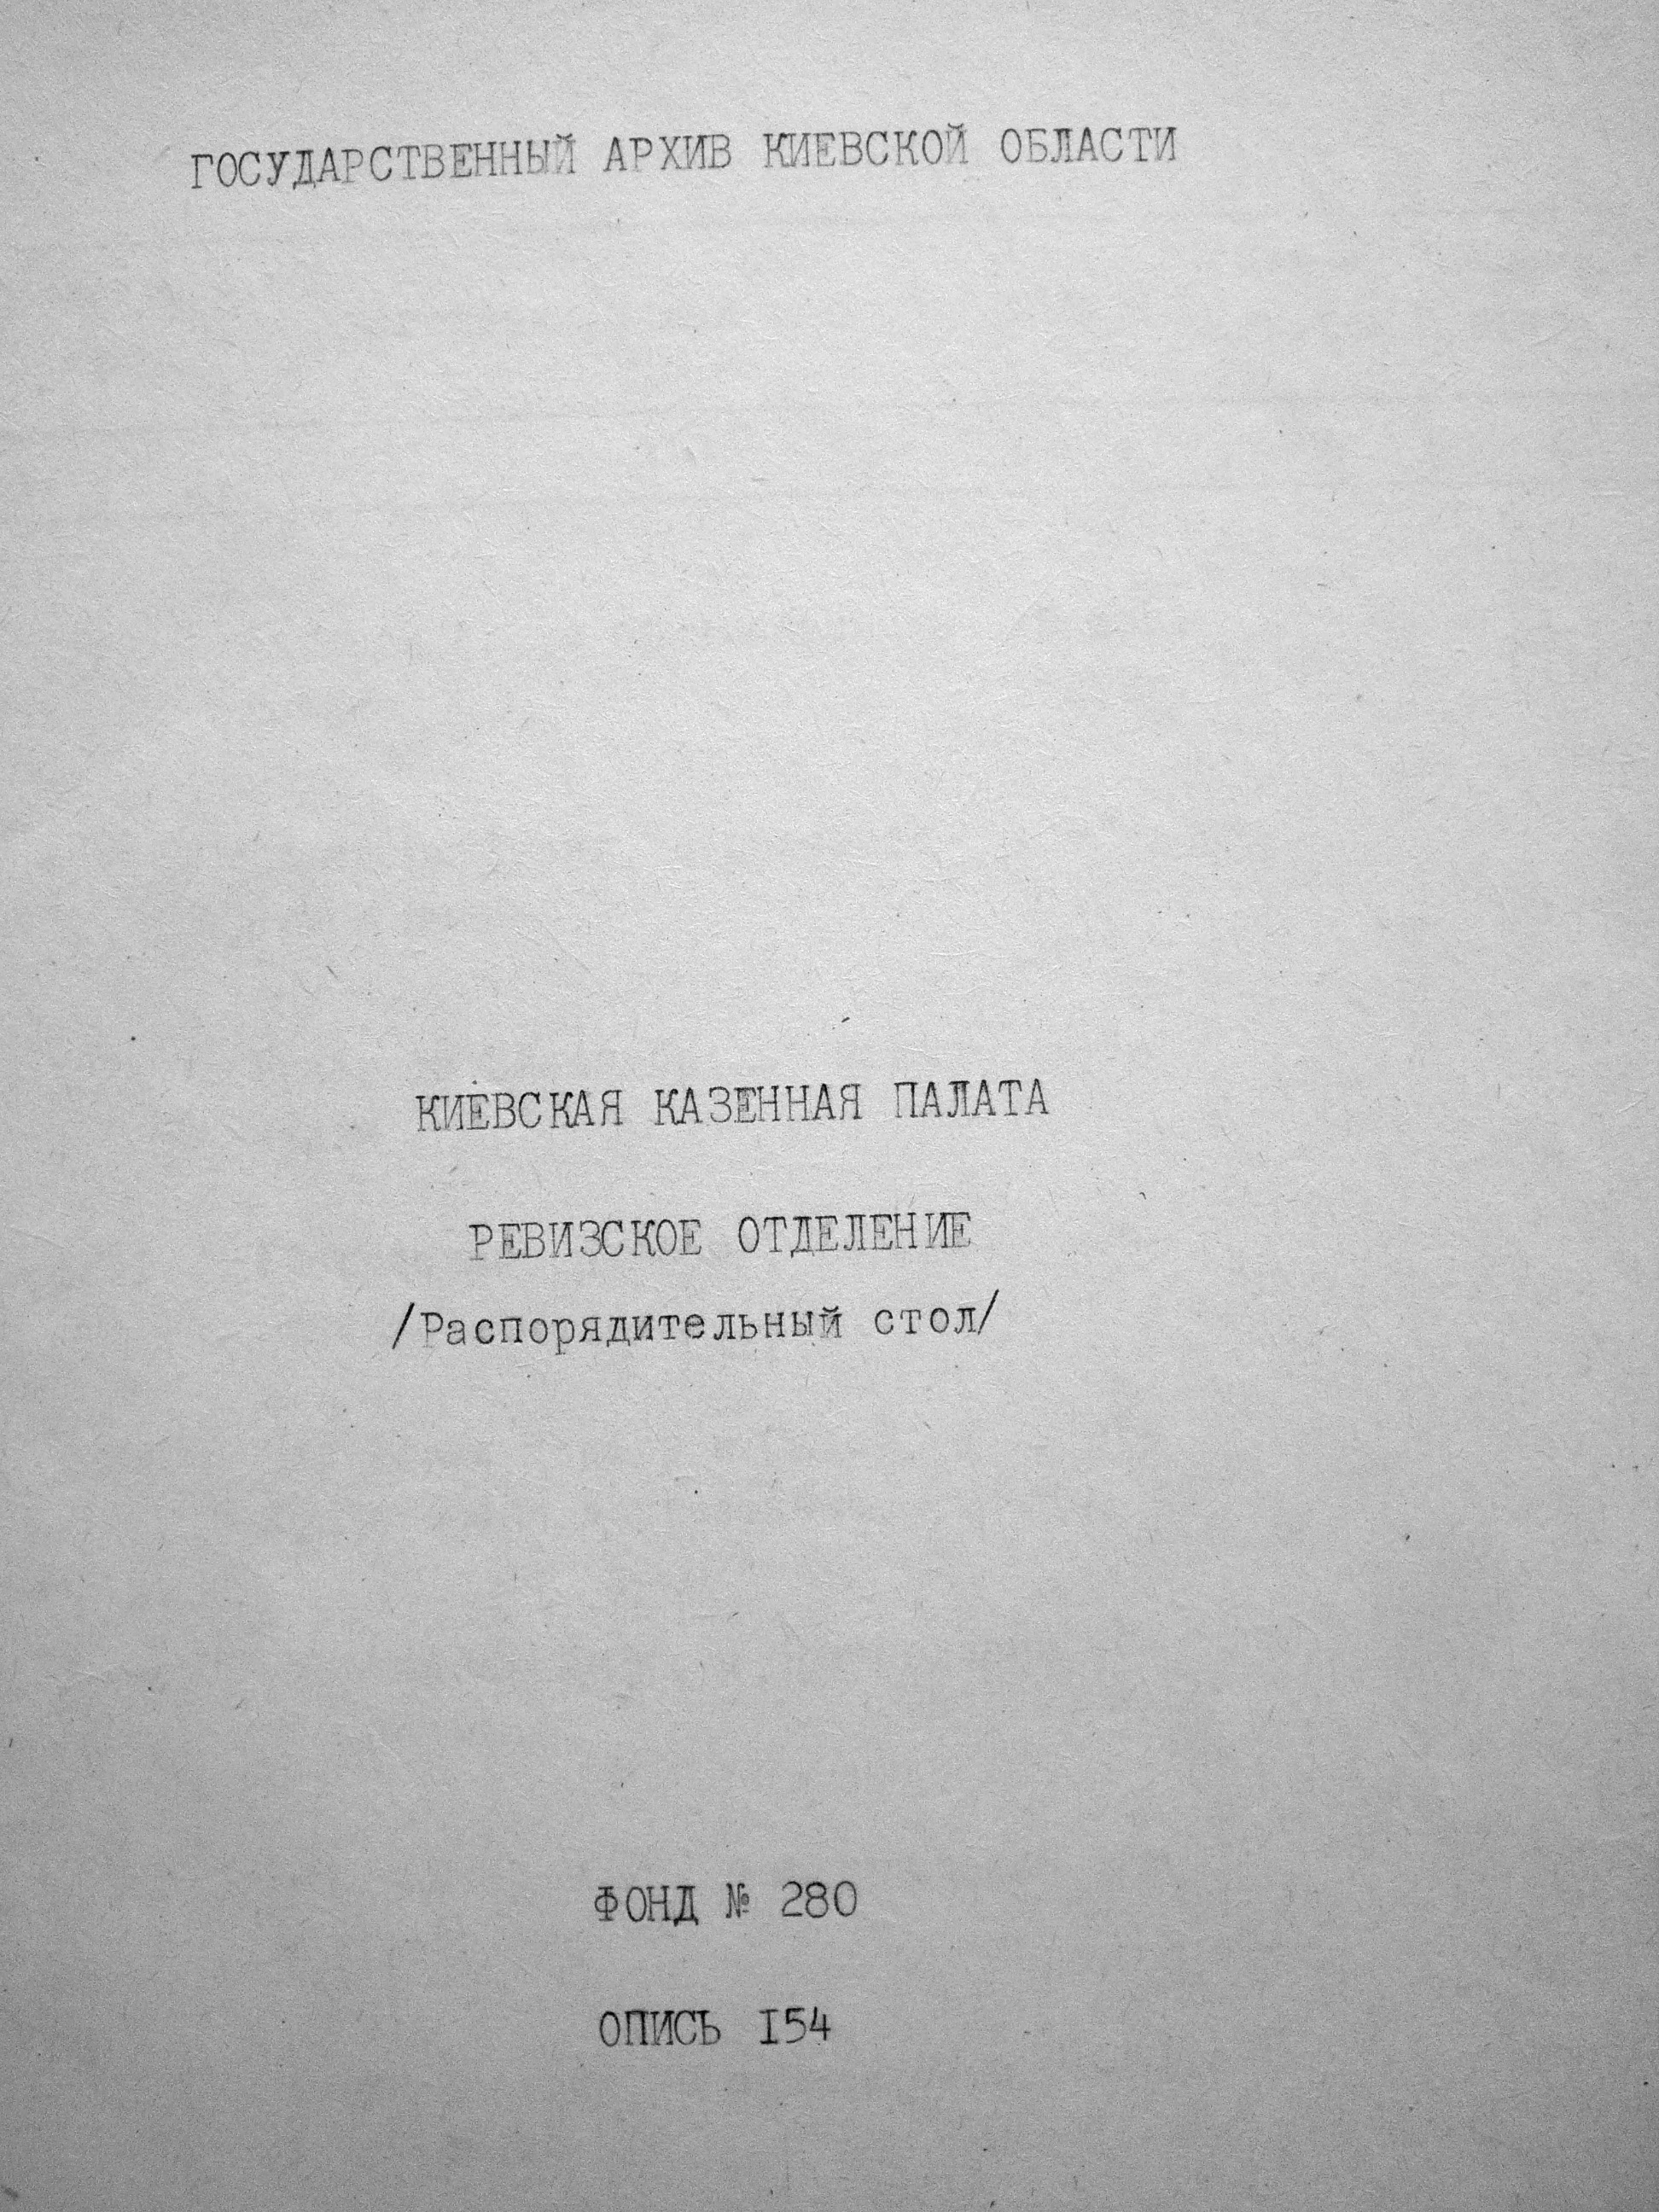 ГОСУДАРСТВЕННЫЙ АРХИВ КИЕВСКОЙ ОБЛАСТИ
КИЕВСКАЯ КАЗЕННАЯ ПАЛАТА
РЕВИЗСКОЕ ОТДЕЛЕНИЕ
/Распорядительный стол/
ФОНД № 280
ОПИСЬ I54